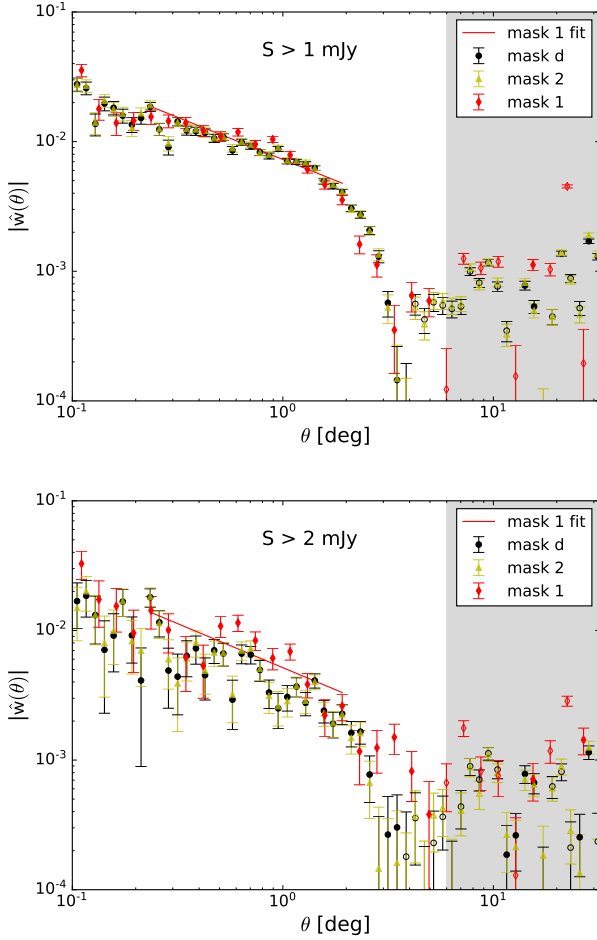 10⁻¹
S > 1 mJy
mask 1 fit
mask d
mask 2
mask 1
10⁻²
|ŵ(θ)|
10⁻³
10⁻⁴
10⁻¹ 10⁰ 10¹
θ [deg]
10⁻¹
S > 2 mJy
mask 1 fit
mask d
mask 2
mask 1
10⁻²
|ŵ(θ)|
10⁻³
10⁻⁴
10⁻¹ 10⁰ 10¹
θ [deg]